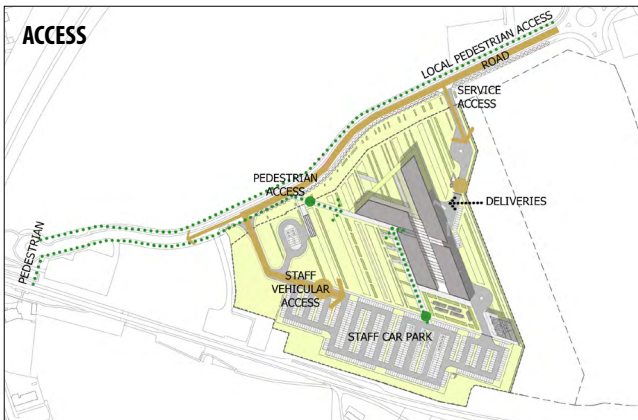 ACCESS
LOCAL PEDESTRIAN ACCESS
ROAD
SERVICE
ACCESS
PEDESTRIAN
ACCESS
DELIVERIES
PEDESTRIAN
STAFF
VEHICULAR
ACCESS
STAFF CAR PARK